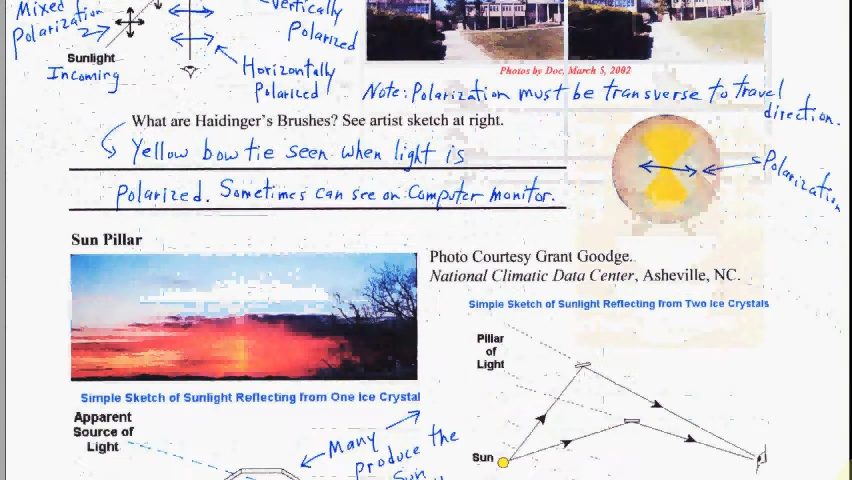 Mixed
Polarization
Sunlight
Incoming
Vertically
Polarized
Horizontally
Polarized
Photos by Doc, March 5, 2002
Note: Polarization must be transverse to travel
direction.
What are Haidinger's Brushes? See artist sketch at right.
Yellow bow tie seen when light is
polarized. Sometimes can see on computer monitor.
Polarization
Sun Pillar
Photo Courtesy Grant Goodge.
National Climatic Data Center, Asheville, NC.
Simple Sketch of Sunlight Reflecting from Two Ice Crystals
Pillar
of
Light
Sun
Simple Sketch of Sunlight Reflecting from One Ice Crystal
Apparent
Source of
Light
Many
produce the
Sun